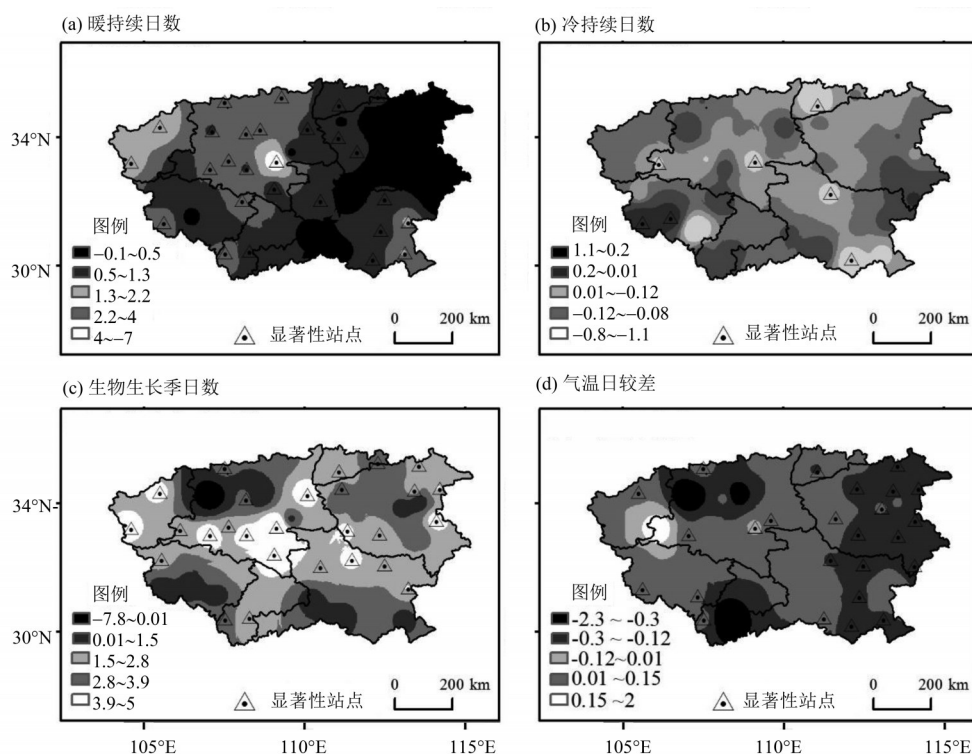 (a) 暖持续日数
(b) 冷持续日数
34°N
30°N
图例
−0.1~0.5
0.5~1.3
1.3~2.2
2.2~4
4~−7
显著性站点
0 200 km
图例
1.1~0.2
0.2~0.01
0.01~−0.12
−0.12~−0.08
−0.8~−1.1
显著性站点
0 200 km
105°E 110°E 115°E
(c) 生物生长季日数
(d) 气温日较差
34°N
30°N
图例
−7.8~0.01
0.01~1.5
1.5~2.8
2.8~3.9
3.9~5
显著性站点
0 200 km
图例
-2.3 ~ -0.3
-0.3 ~ -0.12
-0.12~0.01
0.01 ~0.15
0.15 ~2
显著性站点
0 200 km
105°E 110°E 115°E 105°E 110°E 115°E